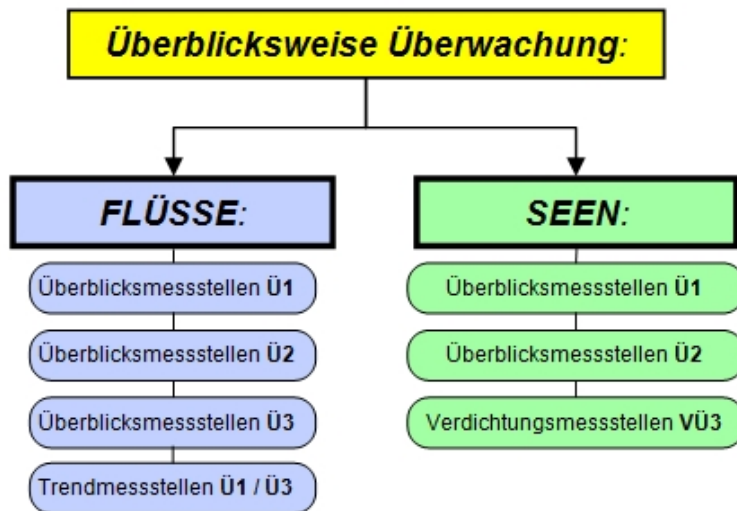 Überblicksweise Überwachung:
FLÜSSE:
Überblicksmessstellen Ü1
Überblicksmessstellen Ü2
Überblicksmessstellen Ü3
Trendmessstellen Ü1 / Ü3
SEEN:
Überblicksmessstellen Ü1
Überblicksmessstellen Ü2
Verdichtungsmessstellen VÜ3